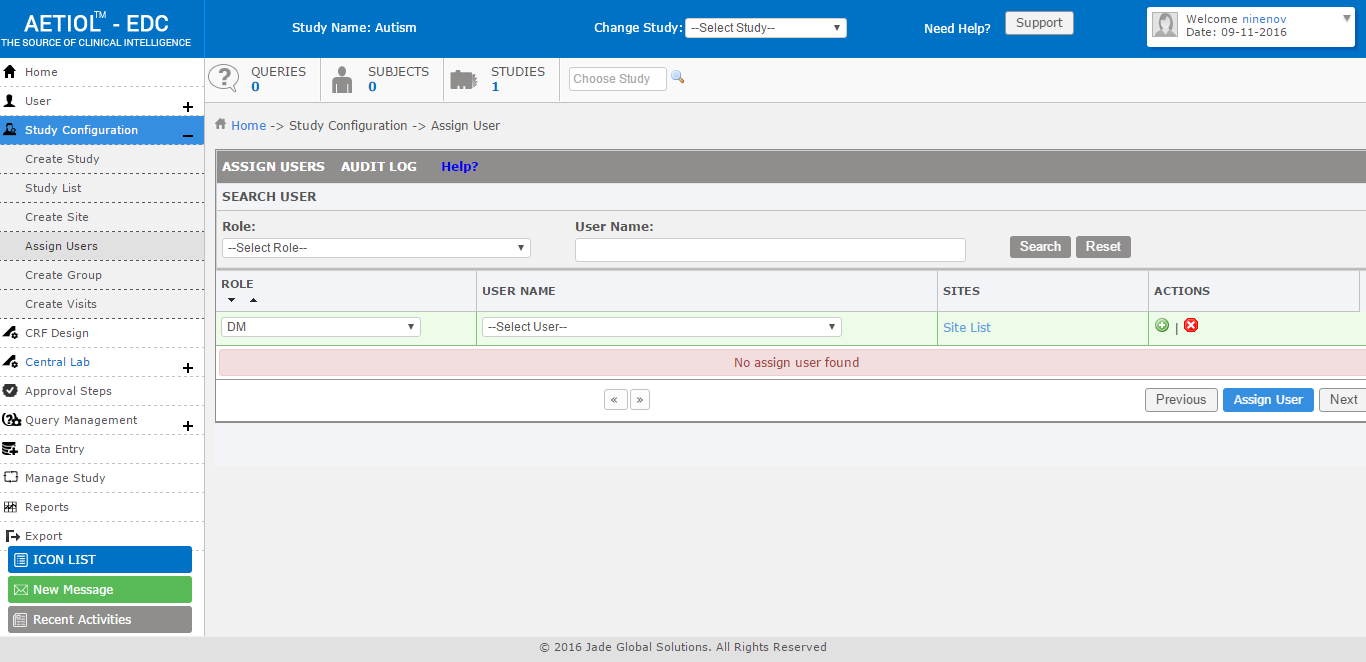 AETIOL™ - EDC
THE SOURCE OF CLINICAL INTELLIGENCE
Study Name: Autism
Change Study: --Select Study--
Need Help? Support
Welcome ninenov
Date: 09-11-2016
Home
User
Study Configuration
Create Study
Study List
Create Site
Assign Users
Create Group
Create Visits
CRF Design
Central Lab
Approval Steps
Query Management
Data Entry
Manage Study
Reports
Export
ICON LIST
New Message
Recent Activities
QUERIES
0
SUBJECTS
0
STUDIES
1
Choose Study
Home -> Study Configuration -> Assign User
ASSIGN USERS AUDIT LOG Help?
SEARCH USER
Role: User Name:
--Select Role-- Search Reset
ROLE USER NAME SITES ACTIONS
DM --Select User-- Site List |
No assign user found
« » Previous Assign User Next
© 2016 Jade Global Solutions. All Rights Reserved